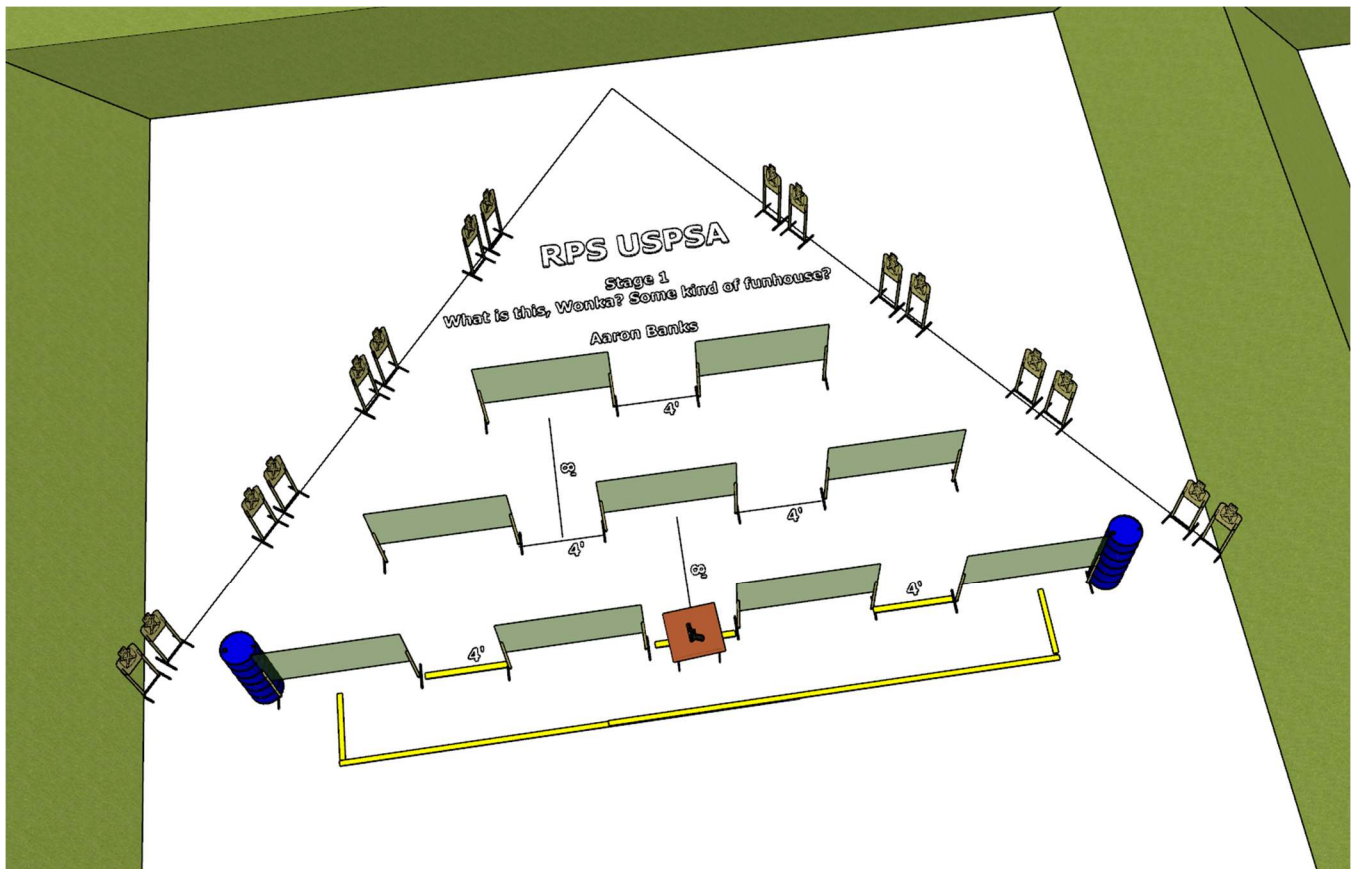 RPS USPSA
Stage 1
What is this, Wonka? Some kind of funhouse?
Aaron Banks
4'
8'
4'
4'
8'
4'
4'